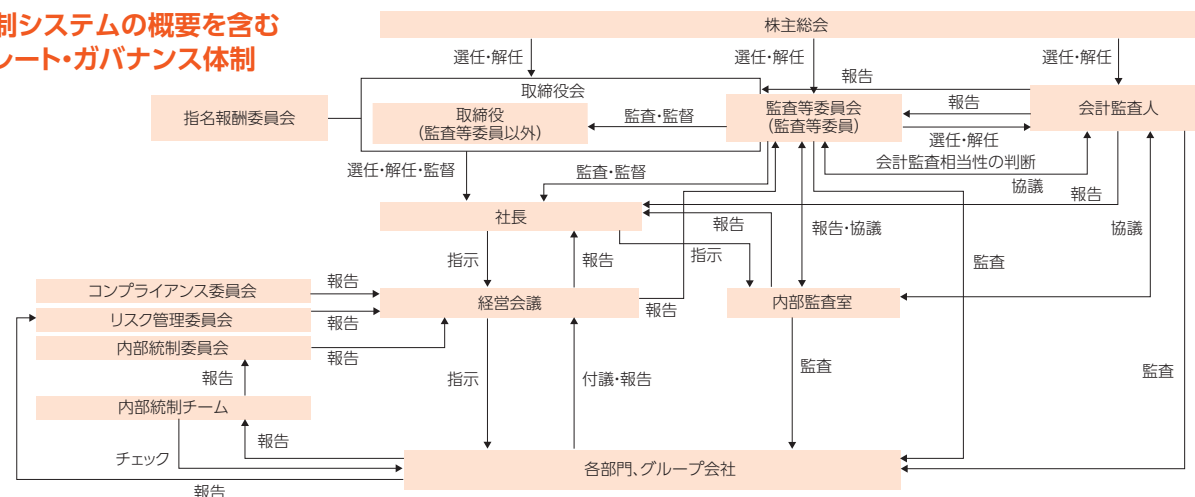 制システムの概要を含む
レート・ガバナンス体制
株主総会
選任・解任
選任・解任
選任・解任
報告
取締役会
指名報酬委員会
取締役
(監査等委員以外)
監査・監督
監査等委員会
(監査等委員)
報告
会計監査人
選任・解任
会計監査相当性の判断
選任・解任・監督
監査・監督
協議
報告
社長
報告
報告・協議
協議
指示
報告
指示
監査
コンプライアンス委員会
報告
経営会議
報告
内部監査室
リスク管理委員会
報告
内部統制委員会
報告
報告
指示
付議・報告
監査
監査
内部統制チーム
報告
チェック
各部門、グループ会社
報告